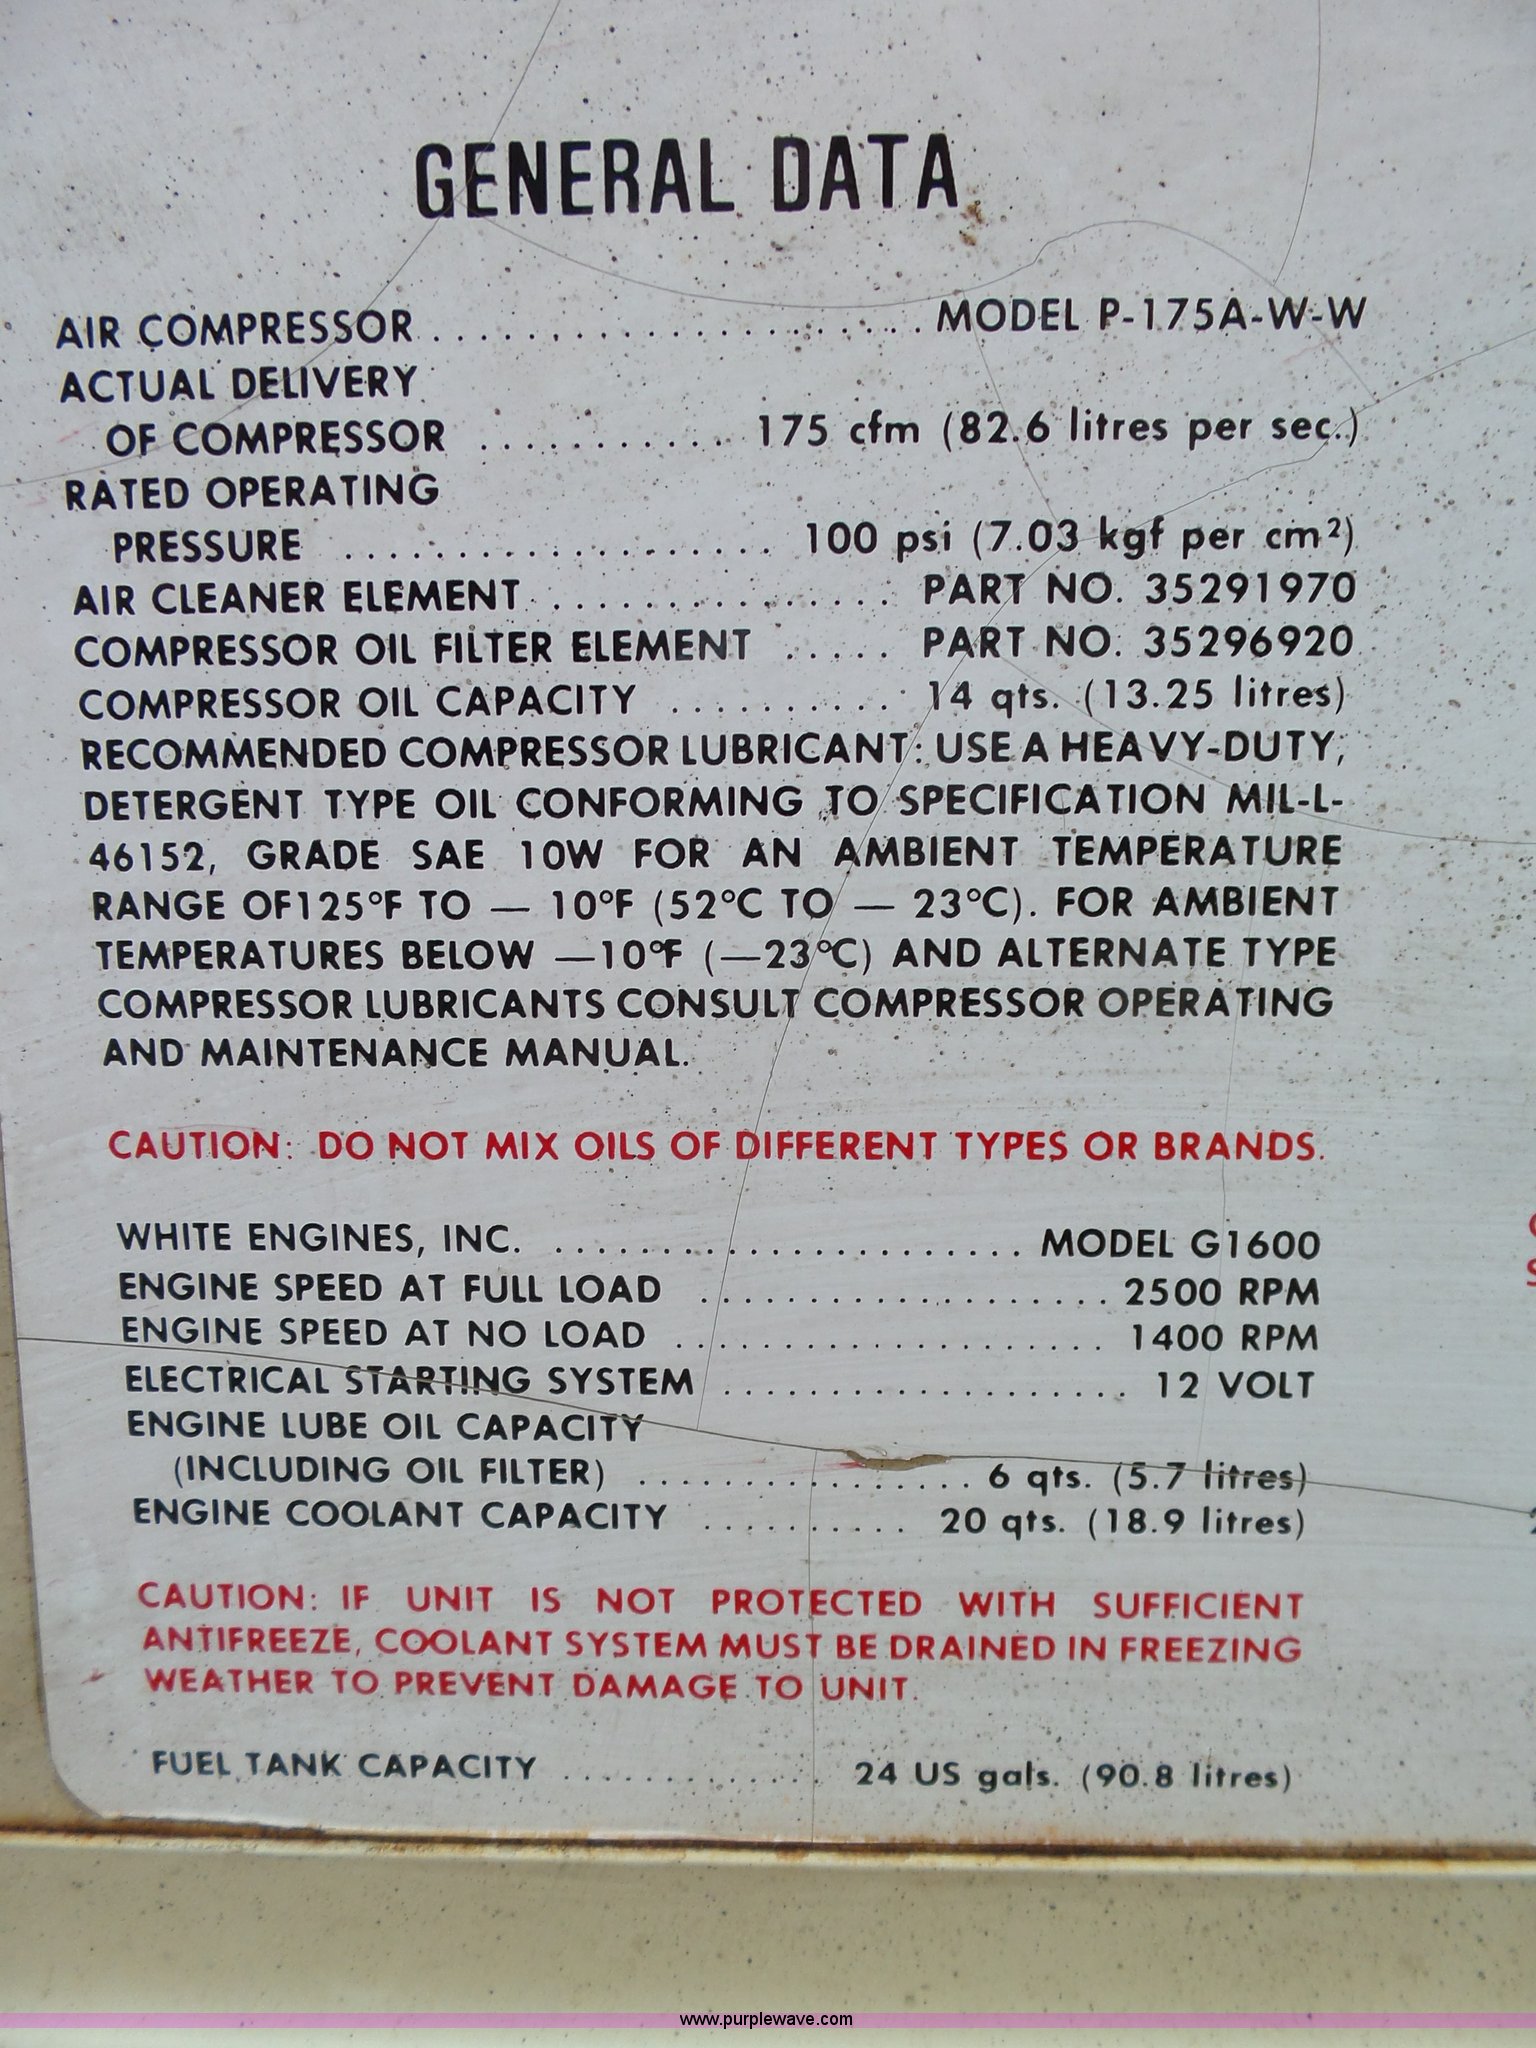 GENERAL DATA
AIR COMPRESSOR.....................MODEL P-175A-W-W
ACTUAL DELIVERY
OF COMPRESSOR ........... 175 cfm (82.6 litres per sec.)
RATED OPERATING
PRESSURE ................... 100 psi (7.03 kgf per cm²)
AIR CLEANER ELEMENT ............... PART NO. 35291970
COMPRESSOR OIL FILTER ELEMENT ..... PART NO. 35296920
COMPRESSOR OIL CAPACITY .......... 14 qts. (13.25 litres)
RECOMMENDED COMPRESSOR LUBRICANT: USE A HEAVY-DUTY,
DETERGENT TYPE OIL CONFORMING TO SPECIFICATION MIL-L-
46152, GRADE SAE 10W FOR AN AMBIENT TEMPERATURE
RANGE OF125°F TO — 10°F (52°C TO — 23°C). FOR AMBIENT
TEMPERATURES BELOW —10°F (—23°C) AND ALTERNATE TYPE
COMPRESSOR LUBRICANTS CONSULT COMPRESSOR OPERATING
AND MAINTENANCE MANUAL.
CAUTION: DO NOT MIX OILS OF DIFFERENT TYPES OR BRANDS.
WHITE ENGINES, INC. ....................... MODEL G1600
ENGINE SPEED AT FULL LOAD .................... 2500 RPM
ENGINE SPEED AT NO LOAD ..................... 1400 RPM
ELECTRICAL STARTING SYSTEM .................... 12 VOLT
ENGINE LUBE OIL CAPACITY
(INCLUDING OIL FILTER) ................. 6 qts. (5.7 litres)
ENGINE COOLANT CAPACITY .......... 20 qts. (18.9 litres)
CAUTION: IF UNIT IS NOT PROTECTED WITH SUFFICIENT
ANTIFREEZE, COOLANT SYSTEM MUST BE DRAINED IN FREEZING
WEATHER TO PREVENT DAMAGE TO UNIT.
FUEL TANK CAPACITY ............. 24 US gals. (90.8 litres)
www.purplewave.com